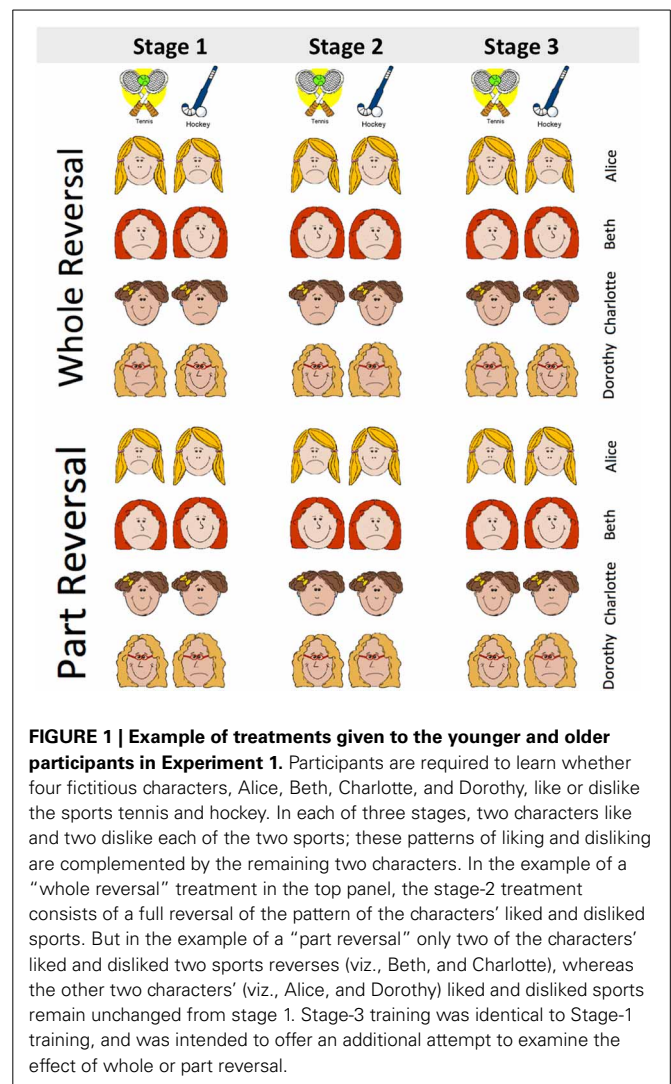 Stage 1 Stage 2 Stage 3
Tennis Hockey Tennis Hockey Tennis Hockey
Whole Reversal
Alice
Beth
Charlotte
Dorothy
Part Reversal
Alice
Beth
Charlotte
Dorothy
FIGURE 1 | Example of treatments given to the younger and older
participants in Experiment 1. Participants are required to learn whether
four fictitious characters, Alice, Beth, Charlotte, and Dorothy, like or dislike
the sports tennis and hockey. In each of three stages, two characters like
and two dislike each of the two sports; these patterns of liking and disliking
are complemented by the remaining two characters. In the example of a
“whole reversal” treatment in the top panel, the stage-2 treatment
consists of a full reversal of the pattern of the characters’ liked and disliked
sports. But in the example of a “part reversal” only two of the characters’
liked and disliked two sports reverses (viz., Beth, and Charlotte), whereas
the other two characters’ (viz., Alice, and Dorothy) liked and disliked sports
remain unchanged from stage 1. Stage-3 training was identical to Stage-1
training, and was intended to offer an additional attempt to examine the
effect of whole or part reversal.